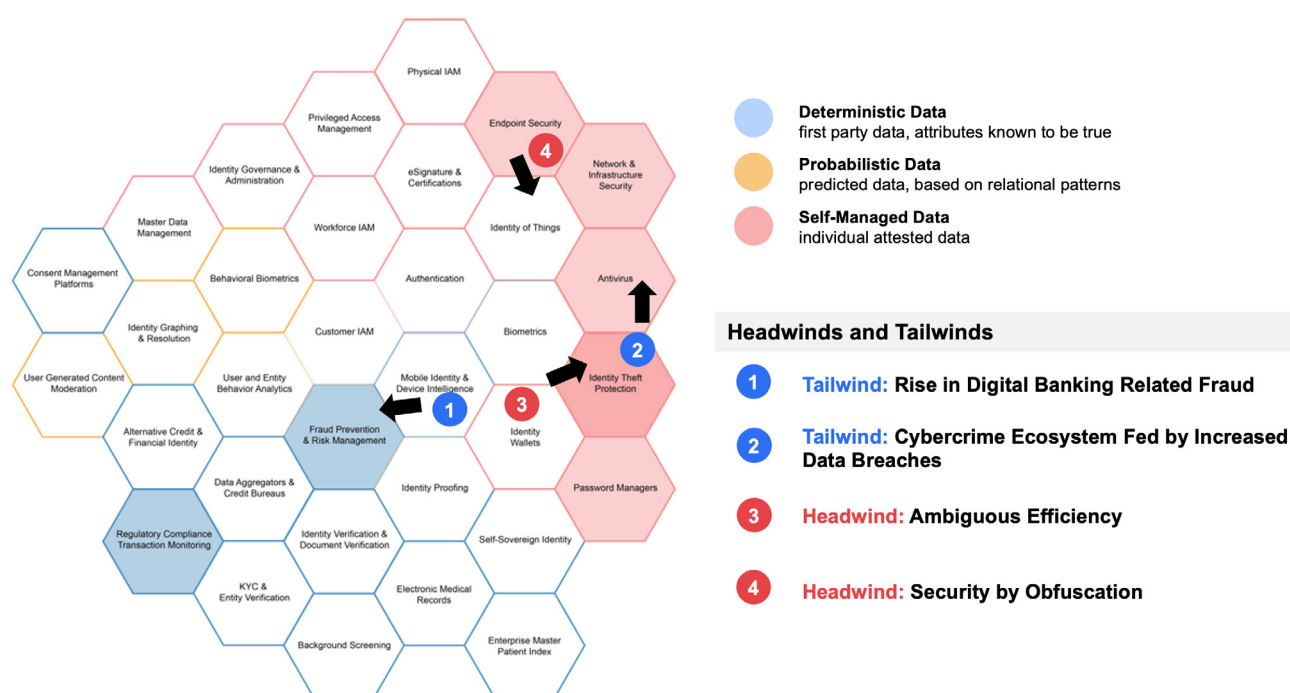 Physical IAM
Privileged Access
Management
Endpoint Security
4
Identity Governance &
Administration
eSignature &
Certifications
Network &
Infrastructure
Security
Master Data
Management
Workforce IAM
Identity of Things
Consent Management
Platforms
Behavioral Biometrics
Authentication
Antivirus
Identity Graphing
& Resolution
Customer IAM
Biometrics
2
User Generated Content
Moderation
User and Entity
Behavior Analytics
Mobile Identity &
Device Intelligence
1
3
Identity Theft
Protection
Alternative Credit &
Financial Identity
Fraud Prevention
& Risk Management
Identity
Wallets
Data Aggregators &
Credit Bureaus
Identity Proofing
Password Managers
Regulatory Compliance
Transaction Monitoring
Identity Verification &
Document Verification
Self-Sovereign Identity
KYC &
Entity Verification
Electronic Medical
Records
Background Screening
Enterprise Master
Patient Index
Deterministic Data
first party data, attributes known to be true
Probabilistic Data
predicted data, based on relational patterns
Self-Managed Data
individual attested data
Headwinds and Tailwinds
1 Tailwind: Rise in Digital Banking Related Fraud
2 Tailwind: Cybercrime Ecosystem Fed by Increased
Data Breaches
3 Headwind: Ambiguous Efficiency
4 Headwind: Security by Obfuscation